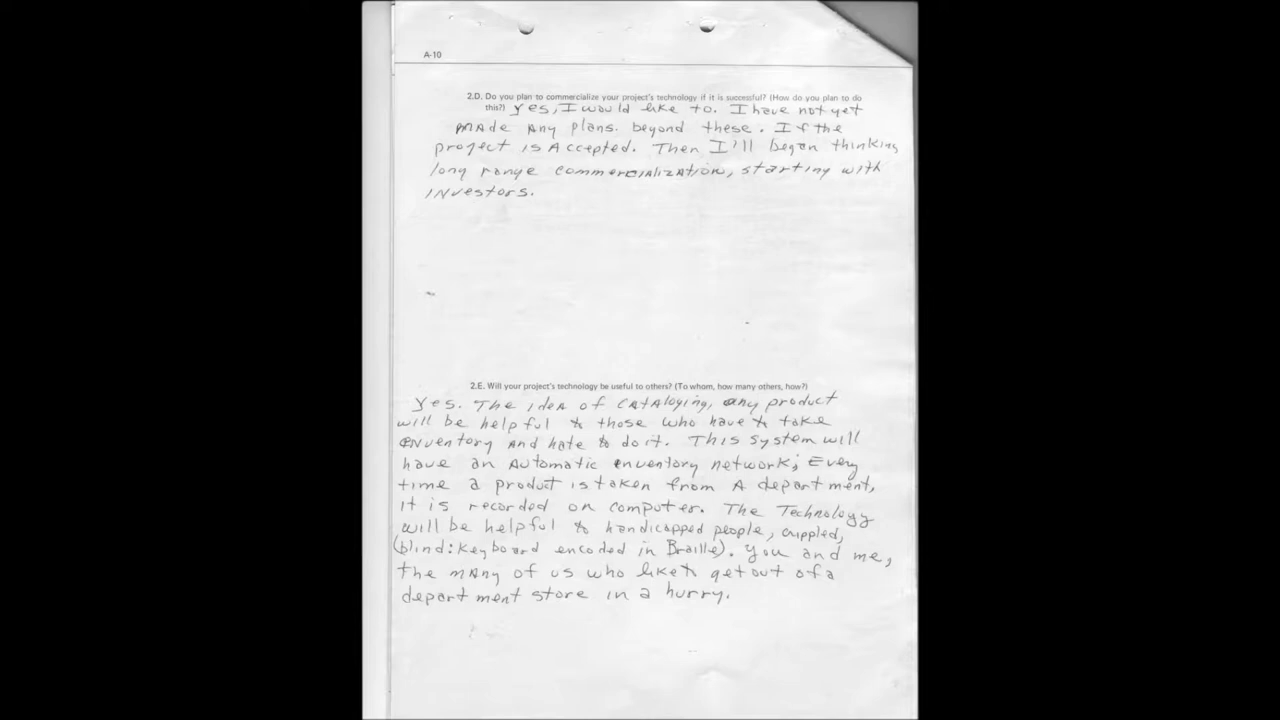 A-10
2.D. Do you plan to commercialize your project's technology if it is successful? (How do you plan to do
this?) Yes, I would like to. I have not yet
made any plans. beyond these. If the
project is accepted. Then I'll began thinking
long range commercialization, starting with
investors.
2.E. Will your project's technology be useful to others? (To whom, how many others, how?)
Yes. The idea of cataloging, any product
will be helpful to those who have to take
enventory and hate to do it. This system will
have an automatic enventory network; Every
time a product is taken from a department,
it is recorded on computer. The Technology
will be helpful to handicapped people, crippled,
(blind: keyboard encoded in Braille). You and me,
the many of us who like to get out of a
department store in a hurry.